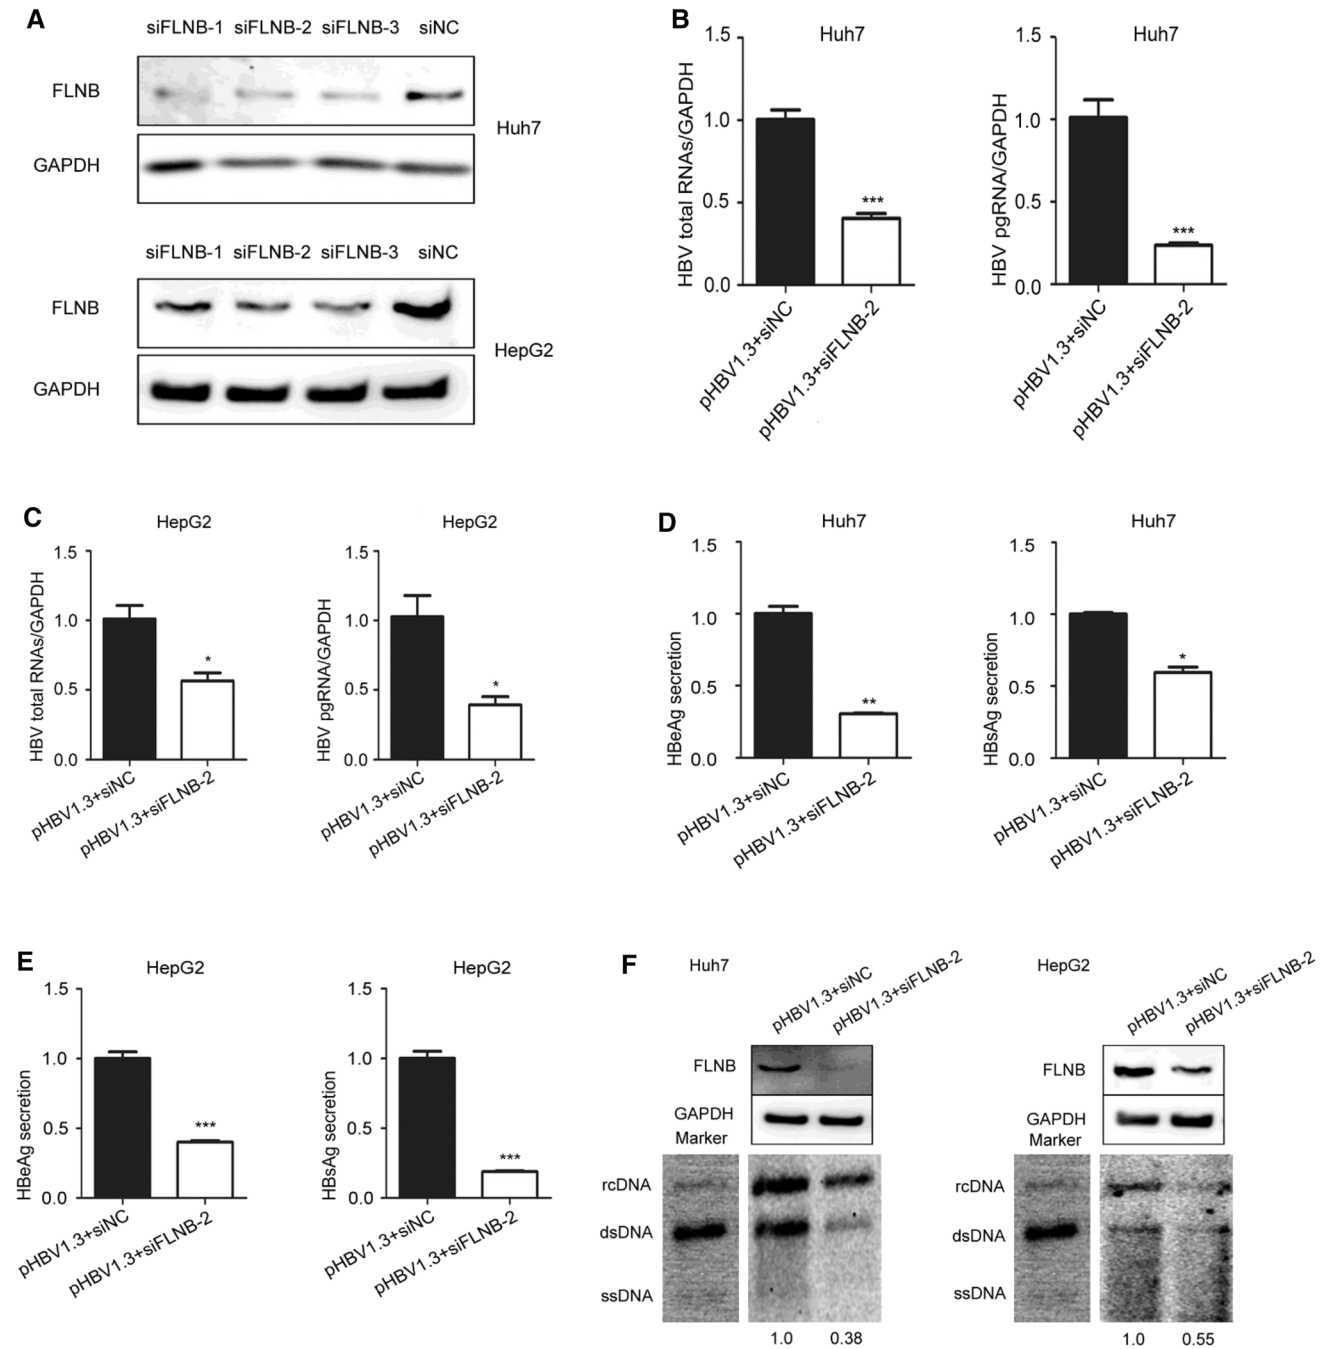 A
siFLNB-1 siFLNB-2 siFLNB-3 siNC
FLNB
GAPDH
Huh7
siFLNB-1 siFLNB-2 siFLNB-3 siNC
FLNB
GAPDH
HepG2
B
Huh7
HBV total RNAs/GAPDH
1.5
1.0
0.5
0.0
***
pHBV1.3+siNC
pHBV1.3+siFLNB-2
Huh7
HBV pgRNA/GAPDH
1.5
1.0
0.5
0.0
***
pHBV1.3+siNC
pHBV1.3+siFLNB-2
C
HepG2
HBV total RNAs/GAPDH
1.5
1.0
0.5
0.0
*
pHBV1.3+siNC
pHBV1.3+siFLNB-2
HepG2
HBV pgRNA/GAPDH
1.5
1.0
0.5
0.0
*
pHBV1.3+siNC
pHBV1.3+siFLNB-2
D
Huh7
HBeAg secretion
1.5
1.0
0.5
0.0
**
pHBV1.3+siNC
pHBV1.3+siFLNB-2
Huh7
HBsAg secretion
1.5
1.0
0.5
0.0
*
pHBV1.3+siNC
pHBV1.3+siFLNB-2
E
HepG2
HBeAg secretion
1.5
1.0
0.5
0.0
***
pHBV1.3+siNC
pHBV1.3+siFLNB-2
HepG2
HBsAg secretion
1.5
1.0
0.5
0.0
***
pHBV1.3+siNC
pHBV1.3+siFLNB-2
F
Huh7
pHBV1.3+siNC
pHBV1.3+siFLNB-2
FLNB
GAPDH
Marker
rcDNA
dsDNA
ssDNA
1.0 0.38
HepG2
pHBV1.3+siNC
pHBV1.3+siFLNB-2
FLNB
GAPDH
Marker
rcDNA
dsDNA
ssDNA
1.0 0.55